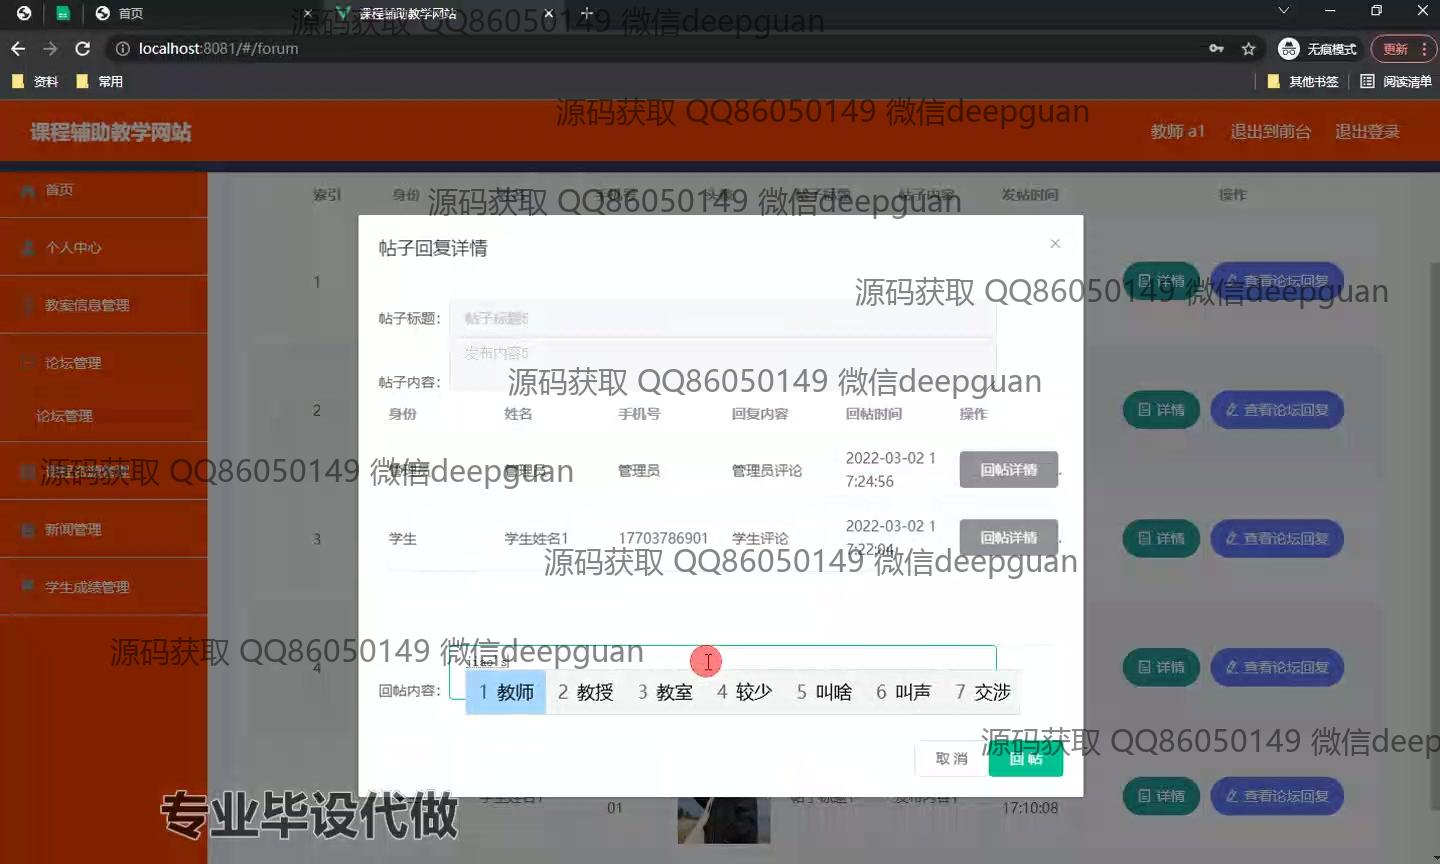 首页
课程辅助教学网站
localhost:8081/#/forum
无痕模式
更新
资料
常用
其他书签
阅读清单
课程辅助教学网站
教师 a1
退出到前台
退出登录
首页
个人中心
教案信息管理
论坛管理
论坛管理
新闻管理
学生成绩管理
索引
身份
发帖时间
操作
1
详情
查看论坛回复
2
详情
查看论坛回复
3
详情
查看论坛回复
4
详情
查看论坛回复
01
17:10:08
详情
查看论坛回复
帖子回复详情
帖子标题:
帖子标题5
帖子内容:
发布内容5
身份 姓名 手机号 回复内容 回帖时间 操作
管理员 管理员 管理员 管理员评论 2022-03-02 1
7:24:56
回帖详情
学生 学生姓名1 17703786901 学生评论 2022-03-02 1
7:22:04
回帖详情
回帖内容:
1 教师 2 教授 3 教室 4 较少 5 叫啥 6 叫声 7 交涉
取 消
回 帖
源码获取 QQ86050149 微信deepguan
源码获取 QQ86050149 微信deepguan
源码获取 QQ86050149 微信deepguan
源码获取 QQ86050149 微信deepguan
源码获取 QQ86050149 微信deepguan
源码获取 QQ86050149 微信deepguan
源码获取 QQ86050149 微信deepguan
源码获取 QQ86050149 微信deepguan
源码获取 QQ86050149 微信deep
专业毕设代做